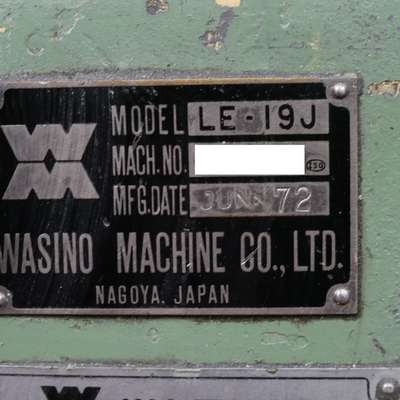 MODEL LE-19J
MACH. NO.
MFG. DATE JUN. 72
WASINO MACHINE CO., LTD.
NAGOYA. JAPAN